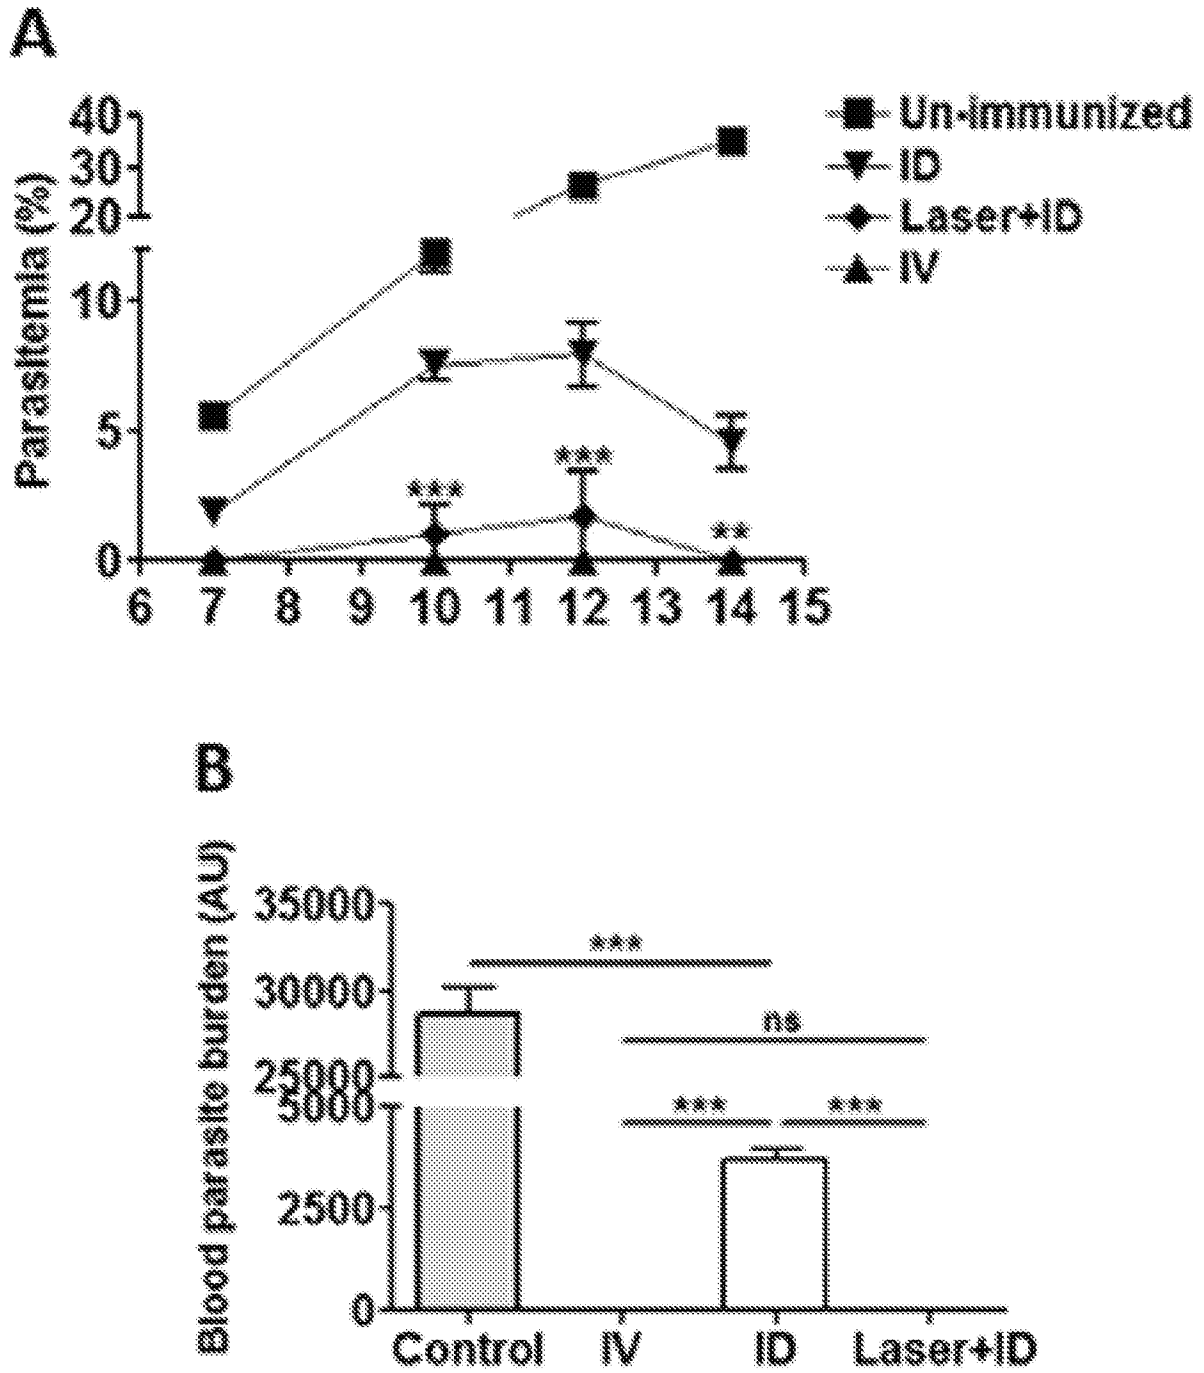 A
40
30
20
10
5
0
Parasitemia (%)
6 7 8 9 10 11 12 13 14 15
*** *** **
Un-immunized
ID
Laser+ID
IV
B
Blood parasite burden (AU)
35000
30000
25000
5000
2500
0
***
ns
*** ***
Control IV ID Laser+ID